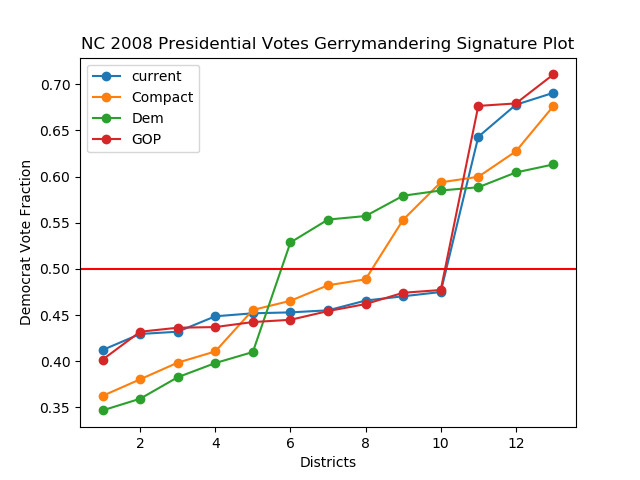 NC 2008 Presidential Votes Gerrymandering Signature Plot
current
Compact
Dem
GOP
0.70
0.65
0.60
0.55
0.50
0.45
0.40
0.35
Democrat Vote Fraction
2 4 6 8 10 12
Districts